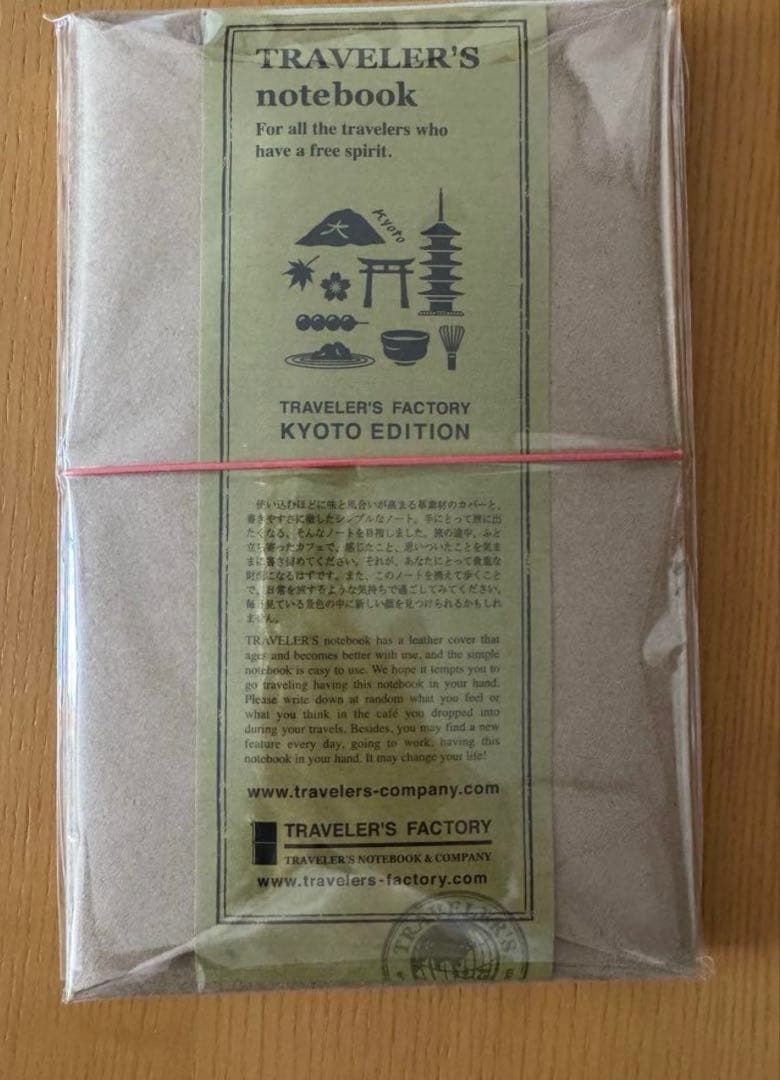 TRAVELER'S
notebook
For all the travelers who
have a free spirit.
Kyoto
大
TRAVELER'S FACTORY
KYOTO EDITION
使い込むほどに味と風合いが高まる革素材のカバーと、
書きやすさに徹したシンプルなノート。手にとって旅に出
たくなる、そんなノートを目指しました。旅の途中、ふと
立ち寄ったカフェで、感じたこと、思いついたことを気ま
まに書き留めてください。それが、あなたにとって貴重な
財産になるはずです。また、このノートを携えて歩くこと
で、日常を旅するような気持ちで過ごしてみてください。
毎日見ている景色の中に新しい顔を見つけられるかもしれ
ません。
TRAVELER'S notebook has a leather cover that
ages and becomes better with use, and the simple
notebook is easy to use. We hope it tempts you to
go traveling having this notebook in your hand.
Please write down at random what you feel or
what you think in the café you dropped into
during your travels. Besides, you may find a new
feature every day, going to work, having this
notebook in your hand. It may change your life!
www.travelers-company.com
TRAVELER'S FACTORY
TRAVELER'S NOTEBOOK & COMPANY
www.travelers-factory.com
TRAVELER'S